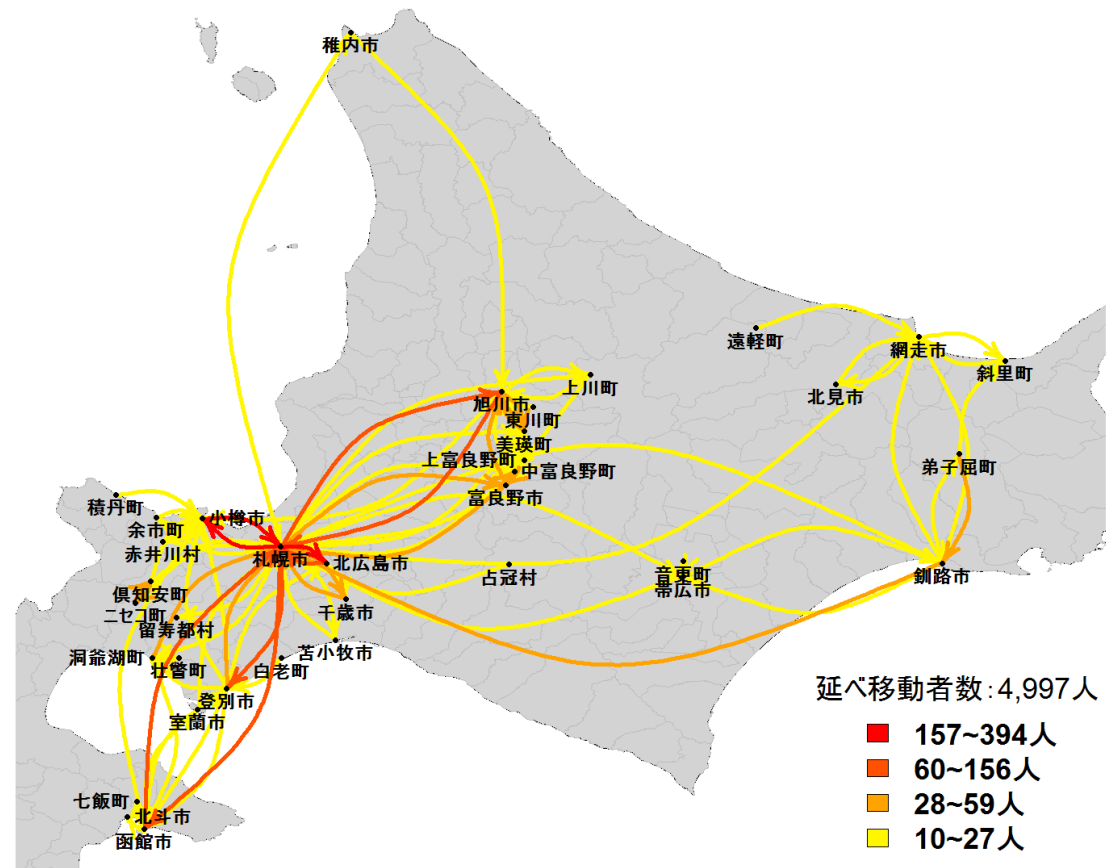 稚内市
遠軽町
網走市
斜里町
北見市
上川町
旭川市
東川町
美瑛町
上富良野町
中富良野町
富良野市
弟子屈町
積丹町
小樽市
余市町
赤井川村
札幌市
北広島市
占冠村
音更町
帯広市
釧路市
倶知安町
ニセコ町
留寿都村
千歳市
苫小牧市
洞爺湖町
壮瞥町
白老町
登別市
室蘭市
七飯町
北斗市
函館市
延べ移動者数:4,997人
157~394人
60~156人
28~59人
10~27人